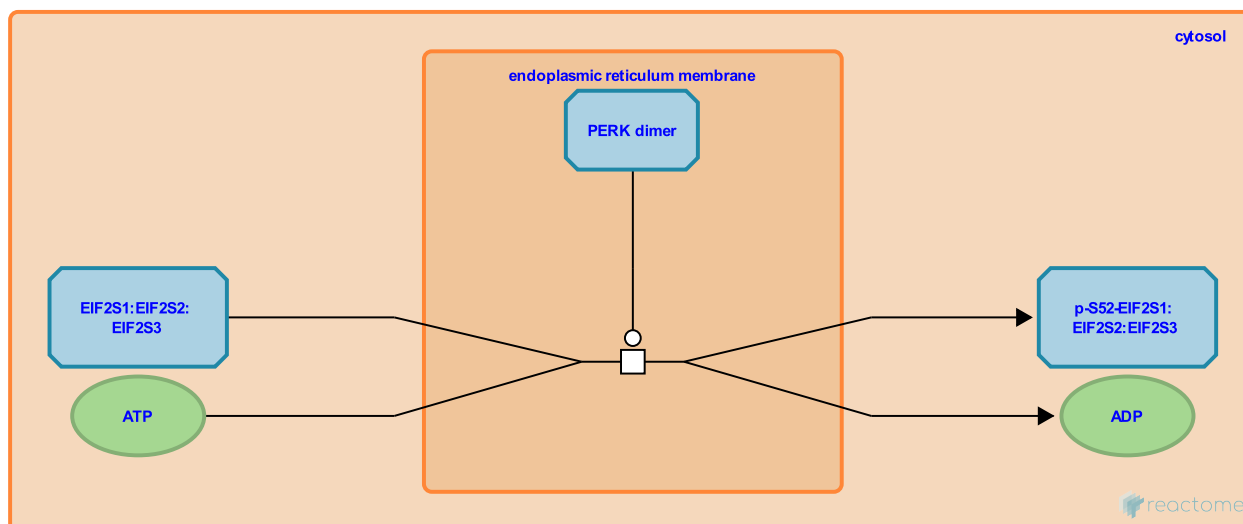 cytosol
endoplasmic reticulum membrane
PERK dimer
EIF2S1:EIF2S2:
EIF2S3
p-S52-EIF2S1:
EIF2S2:EIF2S3
ATP
ADP
reactome